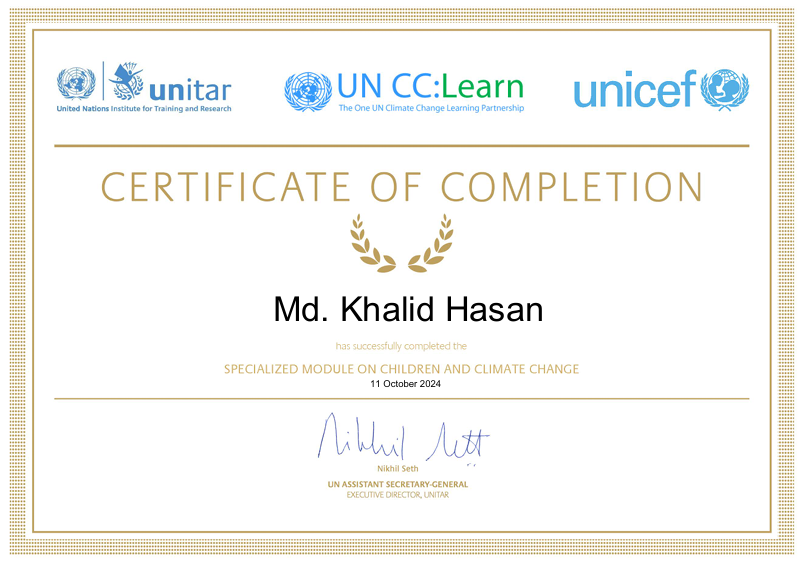 unitar
United Nations Institute for Training and Research
UN CC:Learn
The One UN Climate Change Learning Partnership
unicef
CERTIFICATE OF COMPLETION
Md. Khalid Hasan
has successfully completed the
SPECIALIZED MODULE ON CHILDREN AND CLIMATE CHANGE
11 October 2024
Nikhil Seth
Nikhil Seth
UN ASSISTANT SECRETARY-GENERAL
EXECUTIVE DIRECTOR, UNITAR